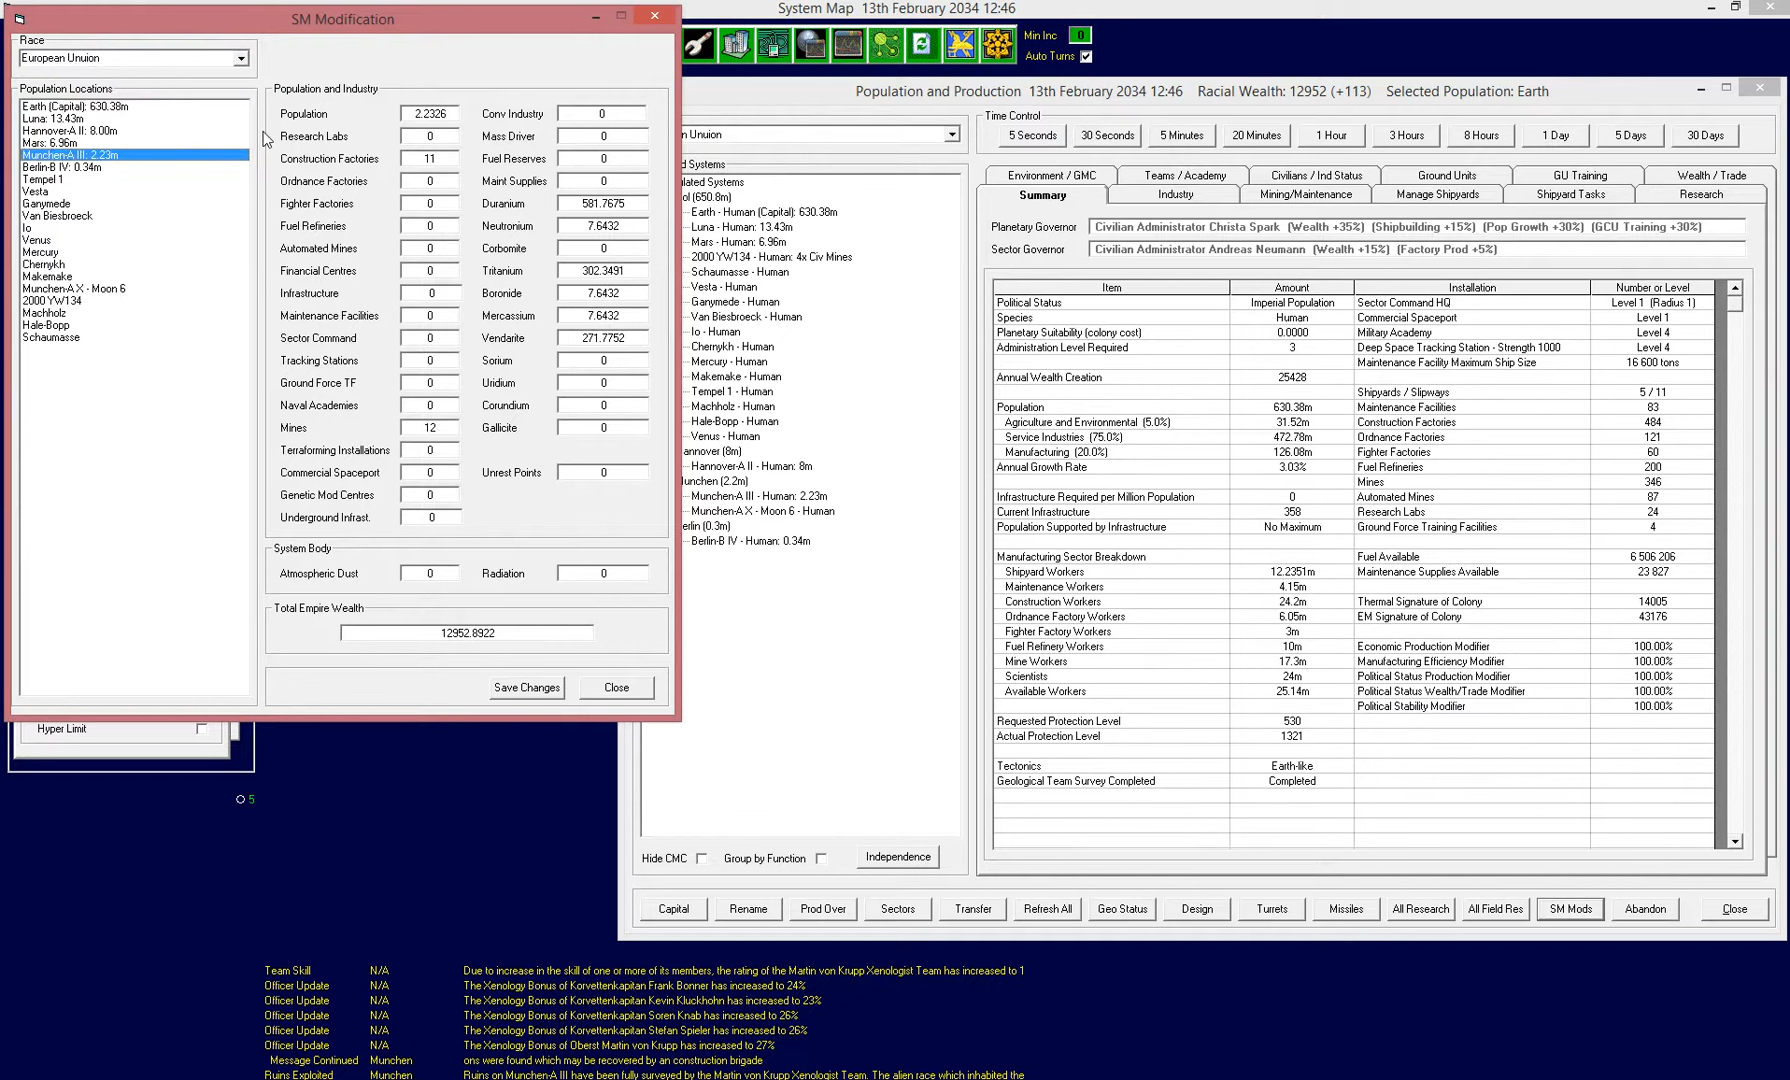 System Map 13th February 2034 12:46
SM Modification
Min Inc 0
Auto Turns
Race
European Unuion
Population Locations
Earth (Capital): 630.38m
Luna: 13.43m
Hannover-A II: 8.00m
Mars: 6.96m
Munchen-A III: 2.23m
Berlin-B IV: 0.34m
Tempel 1
Vesta
Ganymede
Van Biesbroeck
Io
Venus
Mercury
Chernykh
Makemake
Munchen-A X - Moon 6
2000 YW134
Machholz
Hale-Bopp
Schaumasse
Population and Industry
Population 2.2326 Conv Industry 0
Research Labs 0 Mass Driver 0
Construction Factories 11 Fuel Reserves 0
Ordnance Factories 0 Maint Supplies 0
Fighter Factories 0 Duranium 581.7675
Fuel Refineries 0 Neutronium 7.6432
Automated Mines 0 Corbomite 0
Financial Centres 0 Tritanium 302.3491
Infrastructure 0 Boronide 7.6432
Maintenance Facilities 0 Mercassium 7.6432
Sector Command 0 Vendarite 271.7752
Tracking Stations 0 Sorium 0
Ground Force TF 0 Uridium 0
Naval Academies 0 Corundium 0
Mines 12 Gallicite 0
Terraforming Installations 0
Commercial Spaceport 0 Unrest Points 0
Genetic Mod Centres 0
Underground Infrast. 0
System Body
Atmospheric Dust 0 Radiation 0
Total Empire Wealth
12952.8922
Save Changes Close
Hyper Limit
5
Population and Production 13th February 2034 12:46 Racial Wealth: 12952 (+113) Selected Population: Earth
n Unuion
Time Control
5 Seconds 30 Seconds 5 Minutes 20 Minutes 1 Hour 3 Hours 8 Hours 1 Day 5 Days 30 Days
d Systems
ulated Systems
ol (650.8m)
Earth - Human (Capital): 630.38m
Luna - Human: 13.43m
Mars - Human: 6.96m
2000 YW134 - Human: 4x Civ Mines
Schaumasse - Human
Vesta - Human
Ganymede - Human
Van Biesbroeck - Human
Io - Human
Chernykh - Human
Mercury - Human
Makemake - Human
Tempel 1 - Human
Machholz - Human
Hale-Bopp - Human
Venus - Human
annover (8m)
Hannover-A II - Human: 8m
unchen (2.2m)
Munchen-A III - Human: 2.23m
Munchen-A X - Moon 6 - Human
erlin (0.3m)
Berlin-B IV - Human: 0.34m
Environment / GMC Teams / Academy Civilians / Ind Status Ground Units GU Training Wealth / Trade
Summary Industry Mining/Maintenance Manage Shipyards Shipyard Tasks Research
Planetary Governor Civilian Administrator Christa Spark (Wealth +35%) (Shipbuilding +15%) (Pop Growth +30%) (GCU Training +30%)
Sector Governor Civilian Administrator Andreas Neumann (Wealth +15%) (Factory Prod +5%)
Item Amount Installation Number or Level
Political Status Imperial Population Sector Command HQ Level 1 (Radius 1)
Species Human Commercial Spaceport Level 1
Planetary Suitability (colony cost) 0.0000 Military Academy Level 4
Administration Level Required 3 Deep Space Tracking Station - Strength 1000 Level 4
Maintenance Facility Maximum Ship Size 16 600 tons
Annual Wealth Creation 25428
Shipyards / Slipways 5 / 11
Population 630.38m Maintenance Facilities 83
Agriculture and Environmental (5.0%) 31.52m Construction Factories 484
Service Industries (75.0%) 472.78m Ordnance Factories 121
Manufacturing (20.0%) 126.08m Fighter Factories 60
Annual Growth Rate 3.03% Fuel Refineries 200
Mines 346
Infrastructure Required per Million Population 0 Automated Mines 87
Current Infrastructure 358 Research Labs 24
Population Supported by Infrastructure No Maximum Ground Force Training Facilities 4
Manufacturing Sector Breakdown Fuel Available 6 506 206
Shipyard Workers 12.2351m Maintenance Supplies Available 23 827
Maintenance Workers 4.15m
Construction Workers 24.2m Thermal Signature of Colony 14005
Ordnance Factory Workers 6.05m EM Signature of Colony 43176
Fighter Factory Workers 3m
Fuel Refinery Workers 10m Economic Production Modifier 100.00%
Mine Workers 17.3m Manufacturing Efficiency Modifier 100.00%
Scientists 24m Political Status Production Modifier 100.00%
Available Workers 25.14m Political Status Wealth/Trade Modifier 100.00%
Political Stability Modifier 100.00%
Requested Protection Level 530
Actual Protection Level 1321
Tectonics Earth-like
Geological Team Survey Completed Completed
Hide CMC Group by Function Independence
Capital Rename Prod Over Sectors Transfer Refresh All Geo Status Design Turrets Missiles All Research All Field Res SM Mods Abandon Close
Team Skill N/A Due to increase in the skill of one or more of its members, the rating of the Martin von Krupp Xenologist Team has increased to 1
Officer Update N/A The Xenology Bonus of Korvettenkapitan Frank Bonner has increased to 24%
Officer Update N/A The Xenology Bonus of Korvettenkapitan Kevin Kluckhohn has increased to 23%
Officer Update N/A The Xenology Bonus of Korvettenkapitan Soren Knab has increased to 26%
Officer Update N/A The Xenology Bonus of Korvettenkapitan Stefan Spieler has increased to 26%
Officer Update N/A The Xenology Bonus of Oberst Martin von Krupp has increased to 27%
Message Continued Munchen ons were found which may be recovered by an construction brigade
Ruins Exploited Munchen Ruins on Munchen-A III have been fully surveyed by the Martin von Krupp Xenologist Team. The alien race which inhabited the